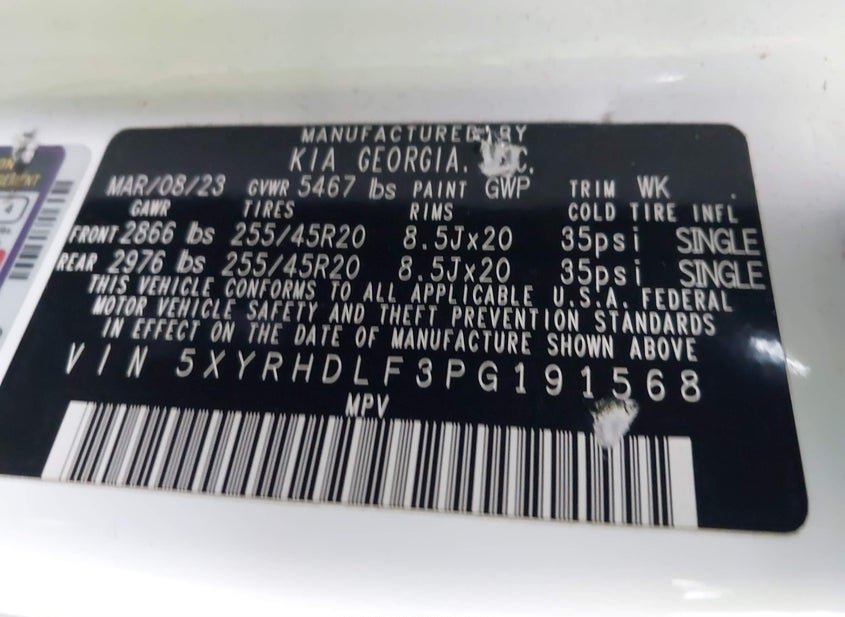 MANUFACTURED BY
KIA GEORGIA,
MAR/08/23 GVWR 5467 lbs PAINT GWP TRIM WK
GAWR TIRES RIMS COLD TIRE INFL
FRONT 2866 lbs 255/45R20 8.5Jx20 35psi SINGLE
REAR 2976 lbs 255/45R20 8.5Jx20 35psi SINGLE
THIS VEHICLE CONFORMS TO ALL APPLICABLE U.S.A. FEDERAL
MOTOR VEHICLE SAFETY AND THEFT PREVENTION STANDARDS
IN EFFECT ON THE DATE OF MANUFACTURE SHOWN ABOVE
VIN 5XYRHDLF3PG191568
MPV
4